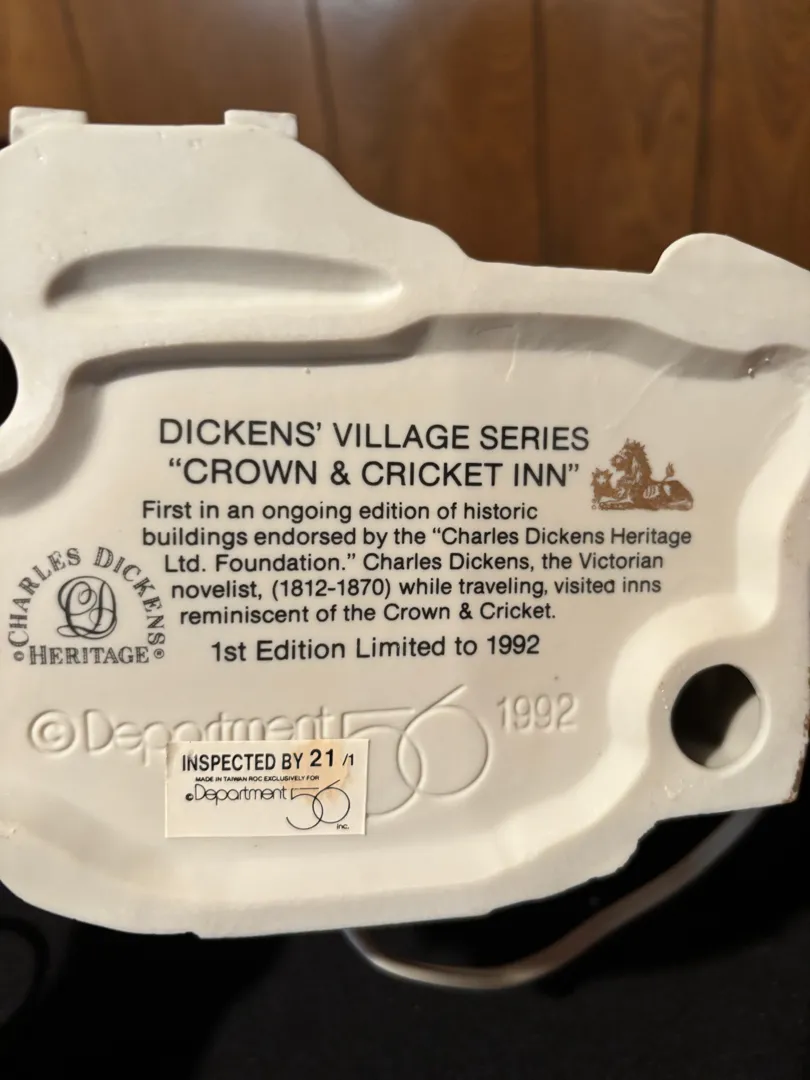 DICKENS' VILLAGE SERIES
"CROWN & CRICKET INN"
First in an ongoing edition of historic
buildings endorsed by the "Charles Dickens Heritage
Ltd. Foundation." Charles Dickens, the Victorian
novelist, (1812-1870) while traveling, visited inns
reminiscent of the Crown & Cricket.
1st Edition Limited to 1992
CHARLES DICKENS
CD
©HERITAGE®
©Department 56 1992
INSPECTED BY 21 /1
MADE IN TAIWAN ROC EXCLUSIVELY FOR
©Department 56
inc.